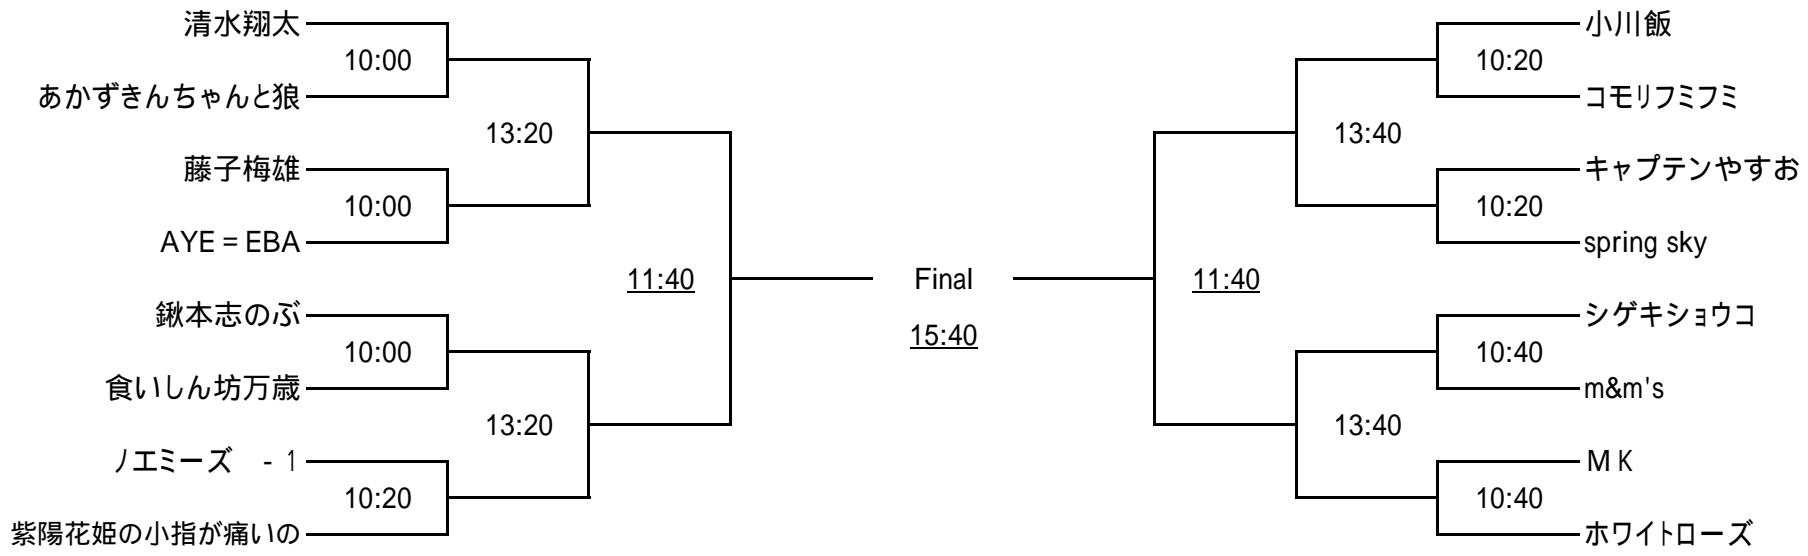 清水翔太
10:00
あかずきんちゃんと狼
13:20
藤子梅雄
10:00
AYE = EBA
11:40
鍬本志のぶ
10:00
食いしん坊万歳
13:20
ノエミーズ　- 1
10:20
紫陽花姫の小指が痛いの
Final
15:40
小川飯
10:20
コモリフミフミ
13:40
キャプテンやすお
10:20
spring sky
11:40
シゲキショウコ
10:40
m&m's
13:40
M K
10:40
ホワイトローズ